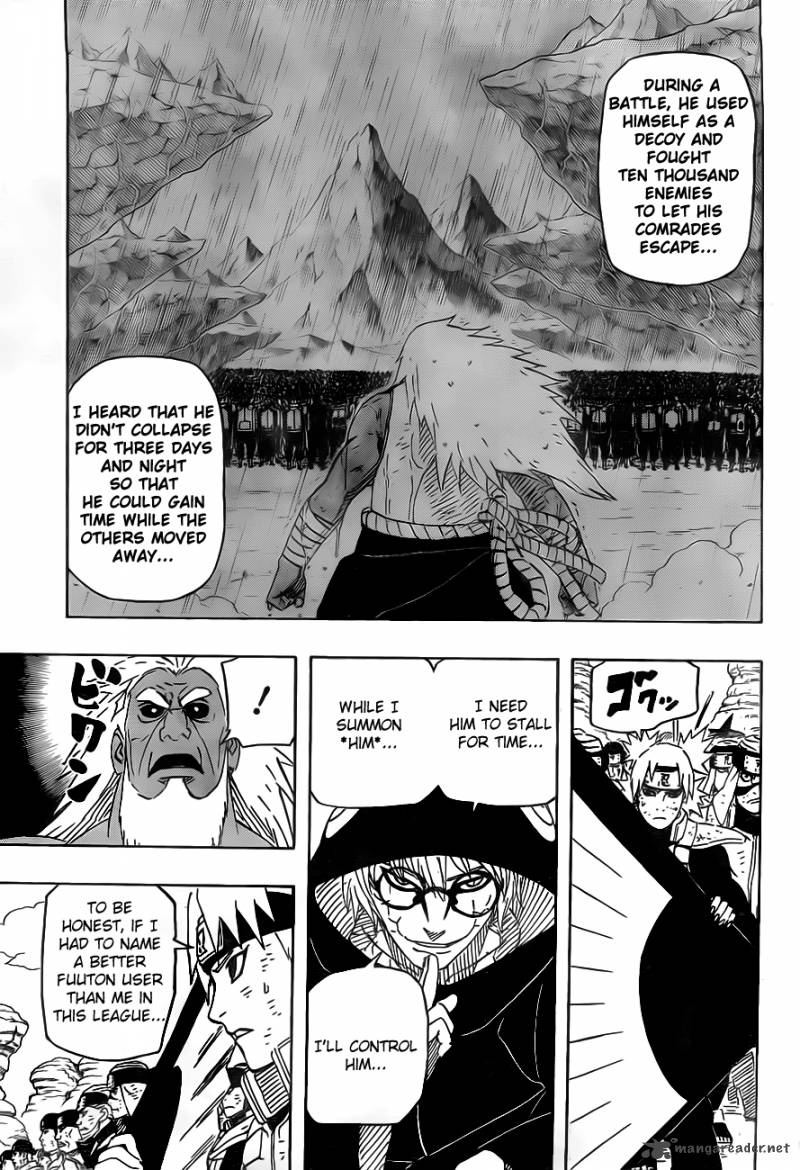 DURING A
BATTLE, HE USED
HIMSELF AS A
DECOY AND
FOUGHT
TEN THOUSAND
ENEMIES
TO LET HIS
COMRADES
ESCAPE...
I HEARD THAT HE
DIDN'T COLLAPSE
FOR THREE DAYS
AND NIGHT
SO THAT
HE COULD GAIN
TIME WHILE THE
OTHERS MOVED
AWAY...
ゴクッ
I NEED
HIM TO STALL
FOR TIME...
WHILE I
SUMMON
*HIM*...
I'LL CONTROL
HIM...
!
ビクン
TO BE
HONEST, IF I
HAD TO NAME
A BETTER
FUUTON USER
THAN ME IN
THIS LEAGUE...
mangareader.net